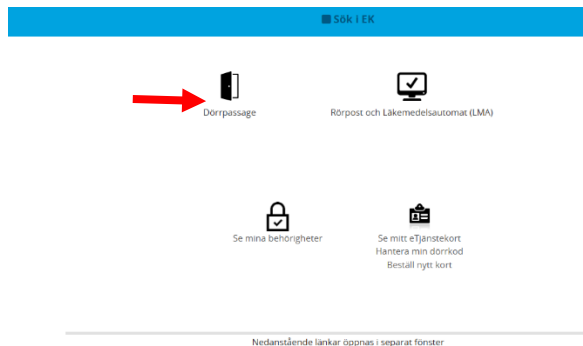 Sök i EK
Dörrpassage
Rörpost och Läkemedelsautomat (LMA)
Se mina behörigheter
Se mitt eTjänstekort
Hantera min dörrkod
Beställ nytt kort
Nedanstående länkar öppnas i separat fönster